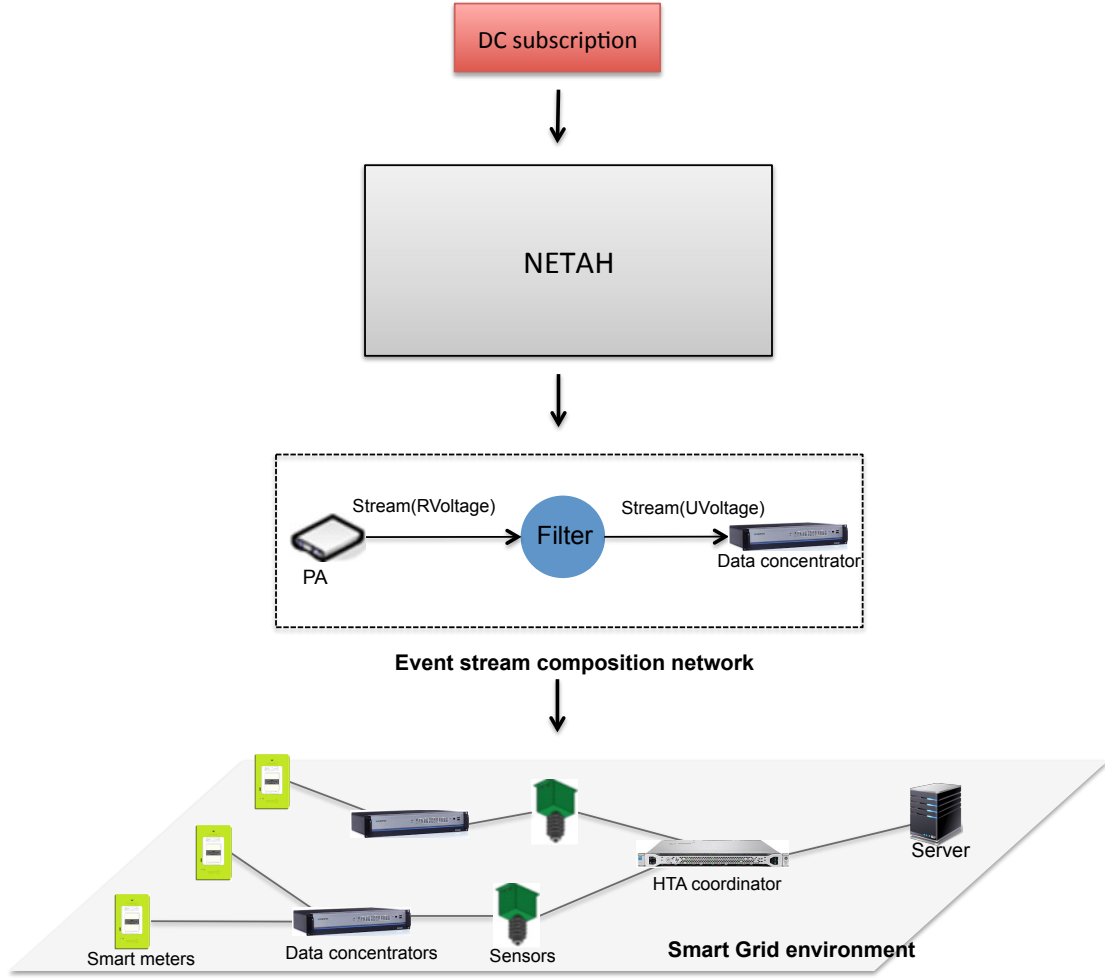 DC subscription
NETAH
Stream(RVoltage)
Stream(UVoltage)
Filter
PA
Data concentrator
Event stream composition network
Server
HTA coordinator
Smart meters
Data concentrators
Sensors
Smart Grid environment